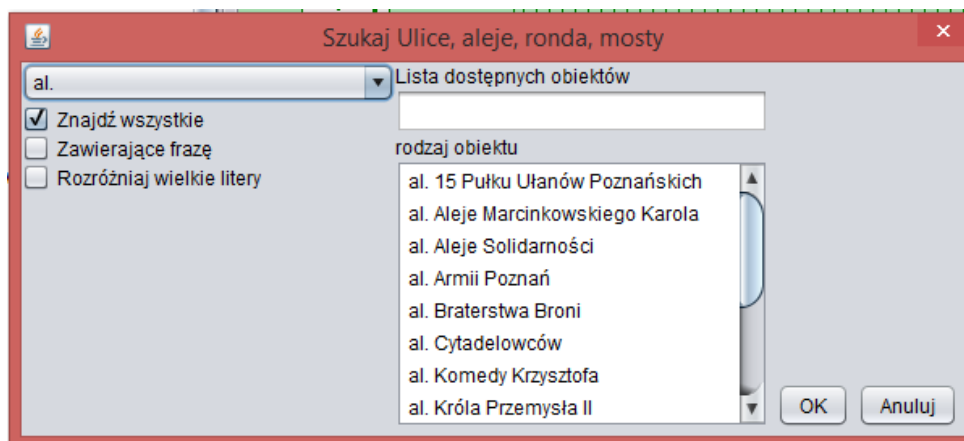 Szukaj Ulice, aleje, ronda, mosty
×
al.
Znajdź wszystkie
Zawierające frazę
Rozróżniaj wielkie litery
Lista dostępnych obiektów
rodzaj obiektu
al. 15 Pułku Ułanów Poznańskich
al. Aleje Marcinkowskiego Karola
al. Aleje Solidarności
al. Armii Poznań
al. Braterstwa Broni
al. Cytadelowców
al. Komedy Krzysztofa
al. Króla Przemysła II
OK
Anuluj